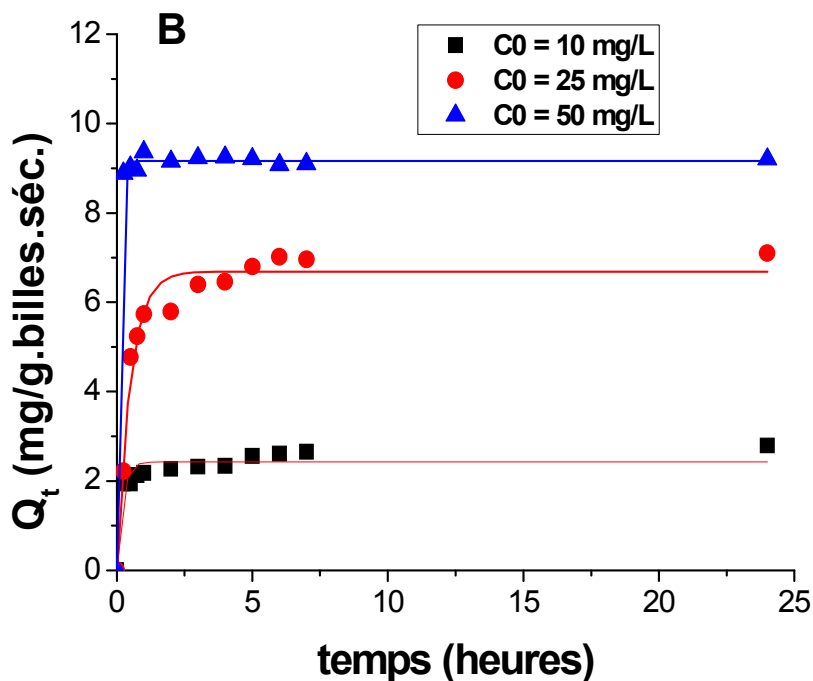 B
C0 = 10 mg/L
C0 = 25 mg/L
C0 = 50 mg/L
Qt (mg/g.billes.séc.)
12
10
8
6
4
2
0
0 5 10 15 20 25
temps (heures)